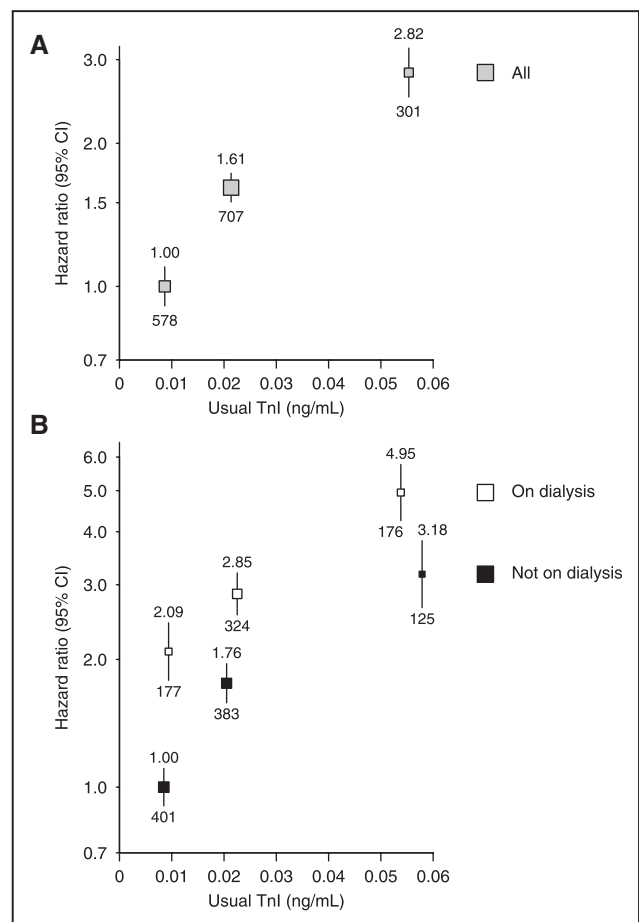 A
Hazard ratio (95% CI)
3.0
2.0
1.5
1.0
0.7
2.82
301
1.61
707
1.00
578
All
0 0.01 0.02 0.03 0.04 0.05 0.06
Usual TnI (ng/mL)
B
Hazard ratio (95% CI)
6.0
5.0
4.0
3.0
2.0
1.0
0.7
4.95
176
3.18
125
2.85
324
2.09
177
1.76
383
1.00
401
On dialysis
Not on dialysis
0 0.01 0.02 0.03 0.04 0.05 0.06
Usual TnI (ng/mL)